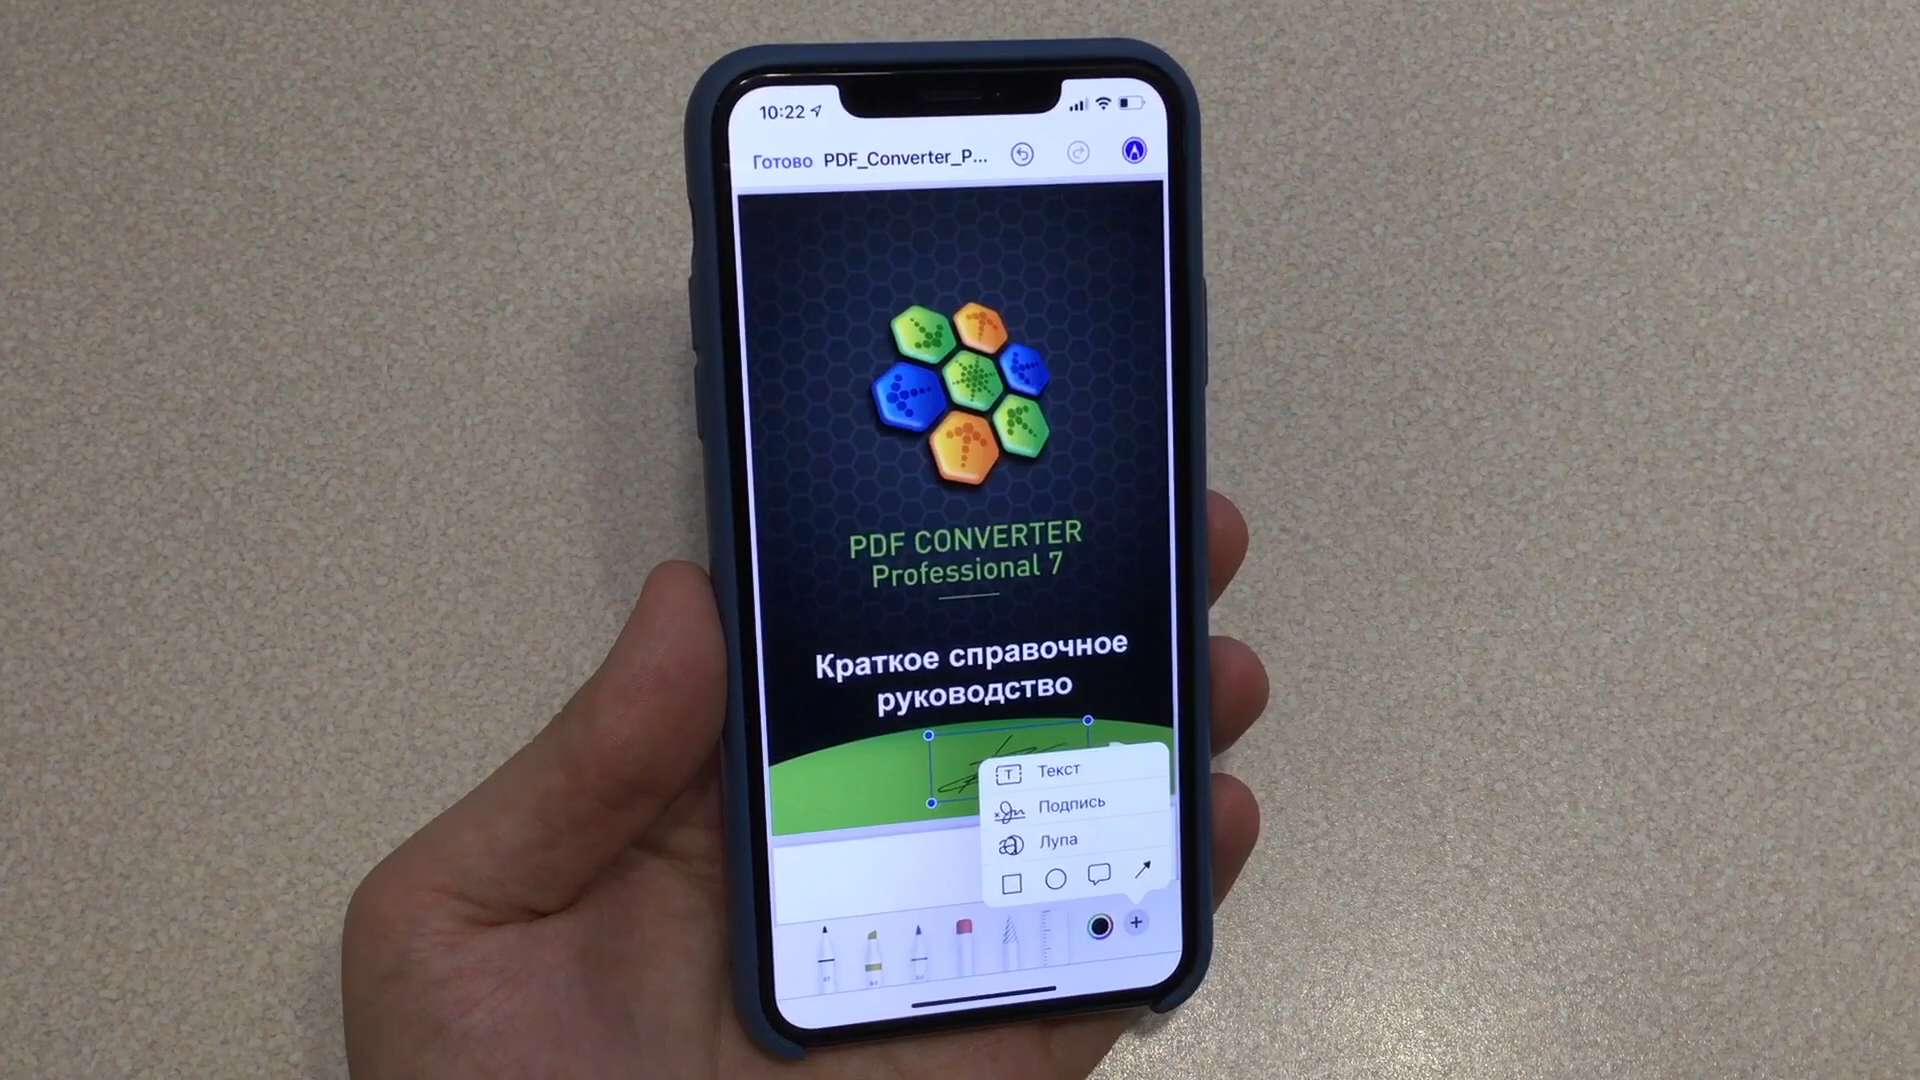 10:22
Готово PDF_Converter_P...
PDF CONVERTER
Professional 7
Краткое справочное
руководство
Текст
Подпись
Лупа